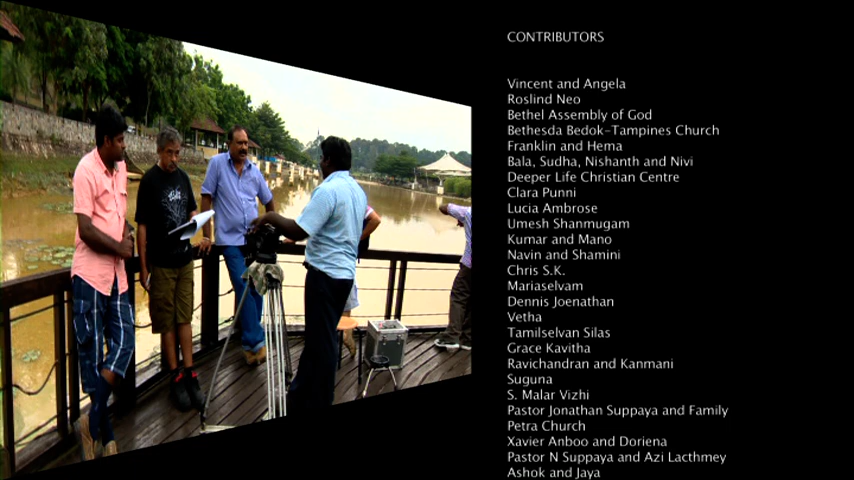 CONTRIBUTORS
Vincent and Angela
Roslind Neo
Bethel Assembly of God
Bethesda Bedok-Tampines Church
Franklin and Hema
Bala, Sudha, Nishanth and Nivi
Deeper Life Christian Centre
Clara Punni
Lucia Ambrose
Umesh Shanmugam
Kumar and Mano
Navin and Shamini
Chris S.K.
Mariaselvam
Dennis Joenathan
Vetha
Tamilselvan Silas
Grace Kavitha
Ravichandran and Kanmani
Suguna
S. Malar Vizhi
Pastor Jonathan Suppaya and Family
Petra Church
Xavier Anboo and Doriena
Pastor N Suppaya and Azi Lacthmey
Ashok and Jaya